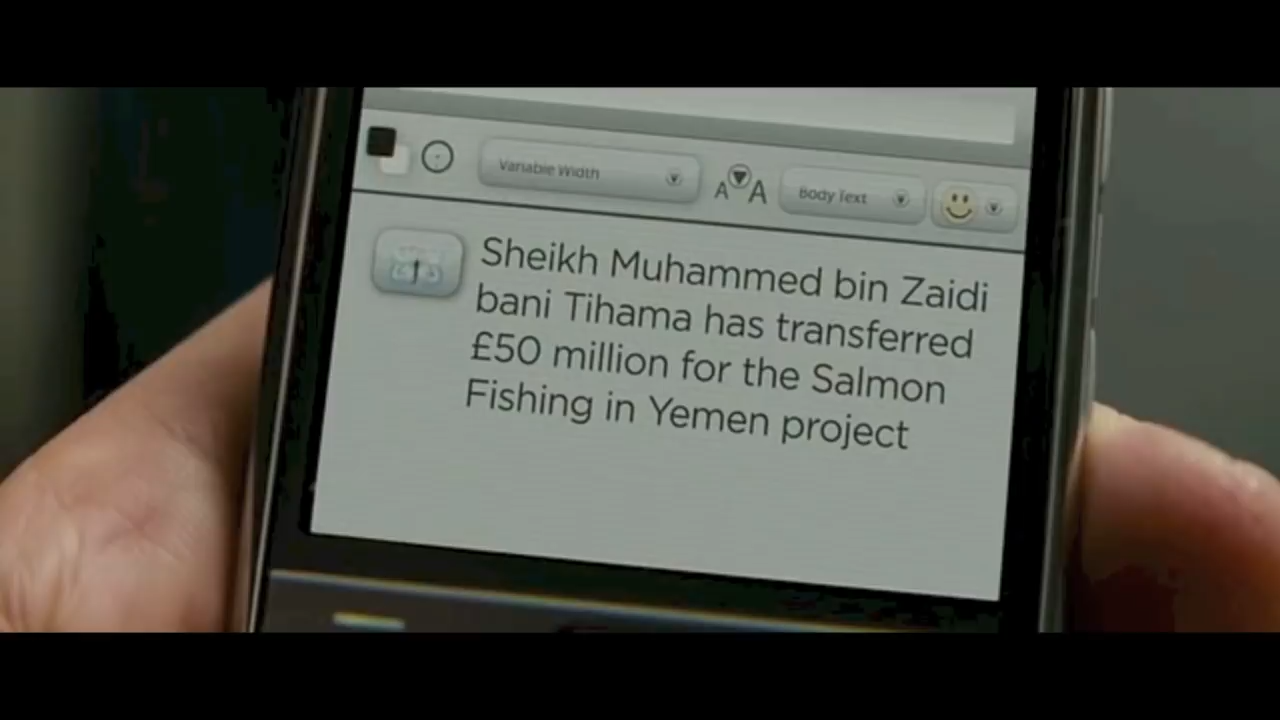 Variable Width
A A
Body Text
Sheikh Muhammed bin Zaidi
bani Tihama has transferred
£50 million for the Salmon
Fishing in Yemen project